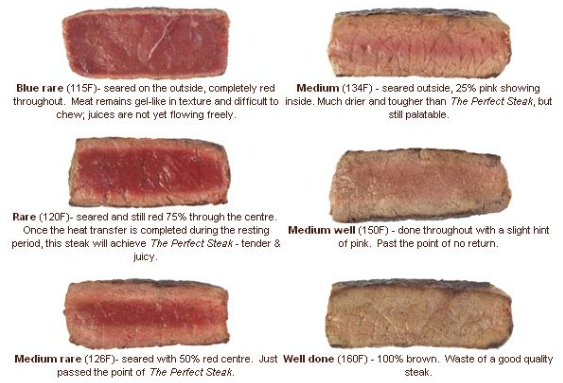 Blue rare (115F)- seared on the outside, completely red
throughout. Meat remains gel-like in texture and difficult to
chew; juices are not yet flowing freely.
Medium (134F) - seared outside, 25% pink showing
inside. Much drier and tougher than The Perfect Steak, but
still palatable.
Rare (120F)- seared and still red 75% through the centre.
Once the heat transfer is completed during the resting
period, this steak will achieve The Perfect Steak - tender &
juicy.
Medium well (150F) - done throughout with a slight hint
of pink. Past the point of no return.
Medium rare (126F)- seared with 50% red centre. Just
passed the point of The Perfect Steak.
Well done (160F) - 100% brown. Waste of a good quality
steak.